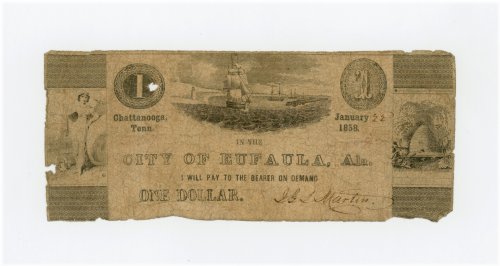 1
Chattanooga,
Tenn.
January 22
1858.
IN THE
CITY OF EUFAULA, Ala.
I WILL PAY TO THE BEARER ON DEMAND
ONE DOLLAR.
Martin.